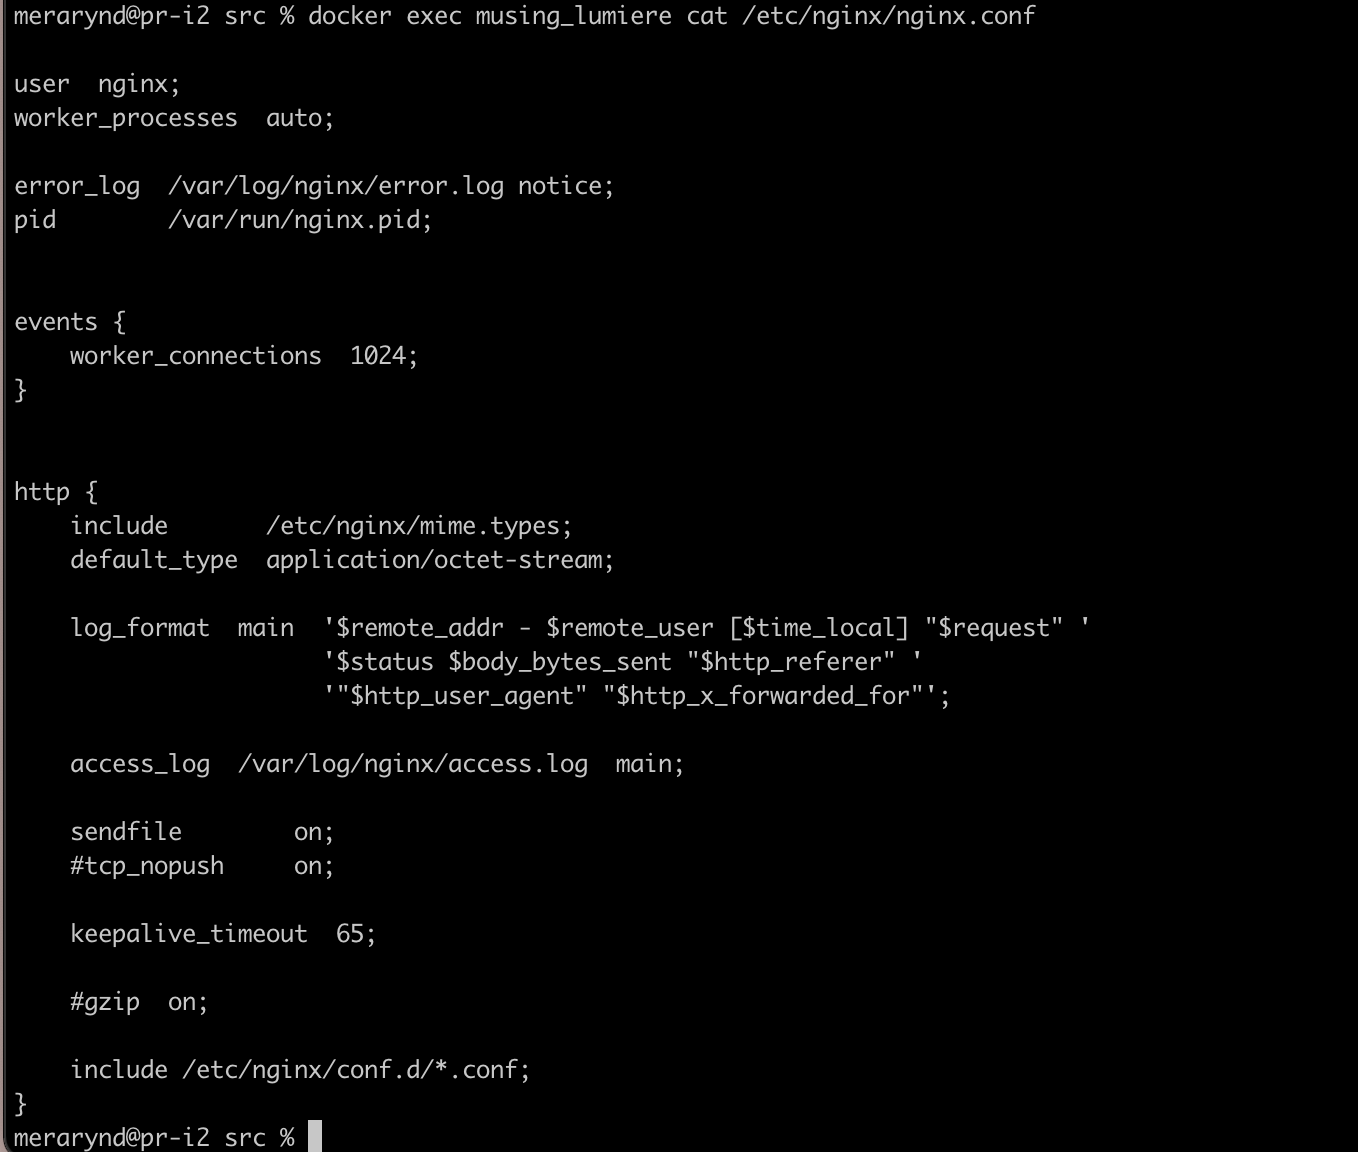 merarynd@pr-i2 src % docker exec musing_lumiere cat /etc/nginx/nginx.conf

user  nginx;
worker_processes  auto;

error_log  /var/log/nginx/error.log notice;
pid        /var/run/nginx.pid;


events {
    worker_connections  1024;
}


http {
    include       /etc/nginx/mime.types;
    default_type  application/octet-stream;

    log_format  main  '$remote_addr - $remote_user [$time_local] "$request" '
                      '$status $body_bytes_sent "$http_referer" '
                      '"$http_user_agent" "$http_x_forwarded_for"';

    access_log  /var/log/nginx/access.log  main;

    sendfile        on;
    #tcp_nopush     on;

    keepalive_timeout  65;

    #gzip  on;

    include /etc/nginx/conf.d/*.conf;
}
merarynd@pr-i2 src %